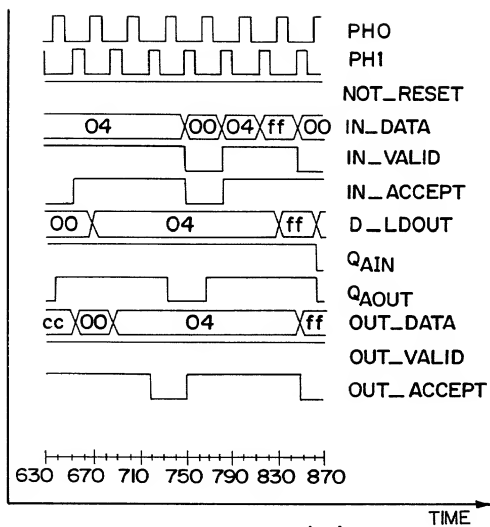 PH0
PH1
NOT_RESET
04 00 04 ff 00 IN_DATA
IN_VALID
IN_ACCEPT
00 04 ff D_LDOUT
QAIN
QAOUT
cc 00 04 ff OUT_DATA
OUT_VALID
OUT_ACCEPT
630 670 710 750 790 830 870
TIME